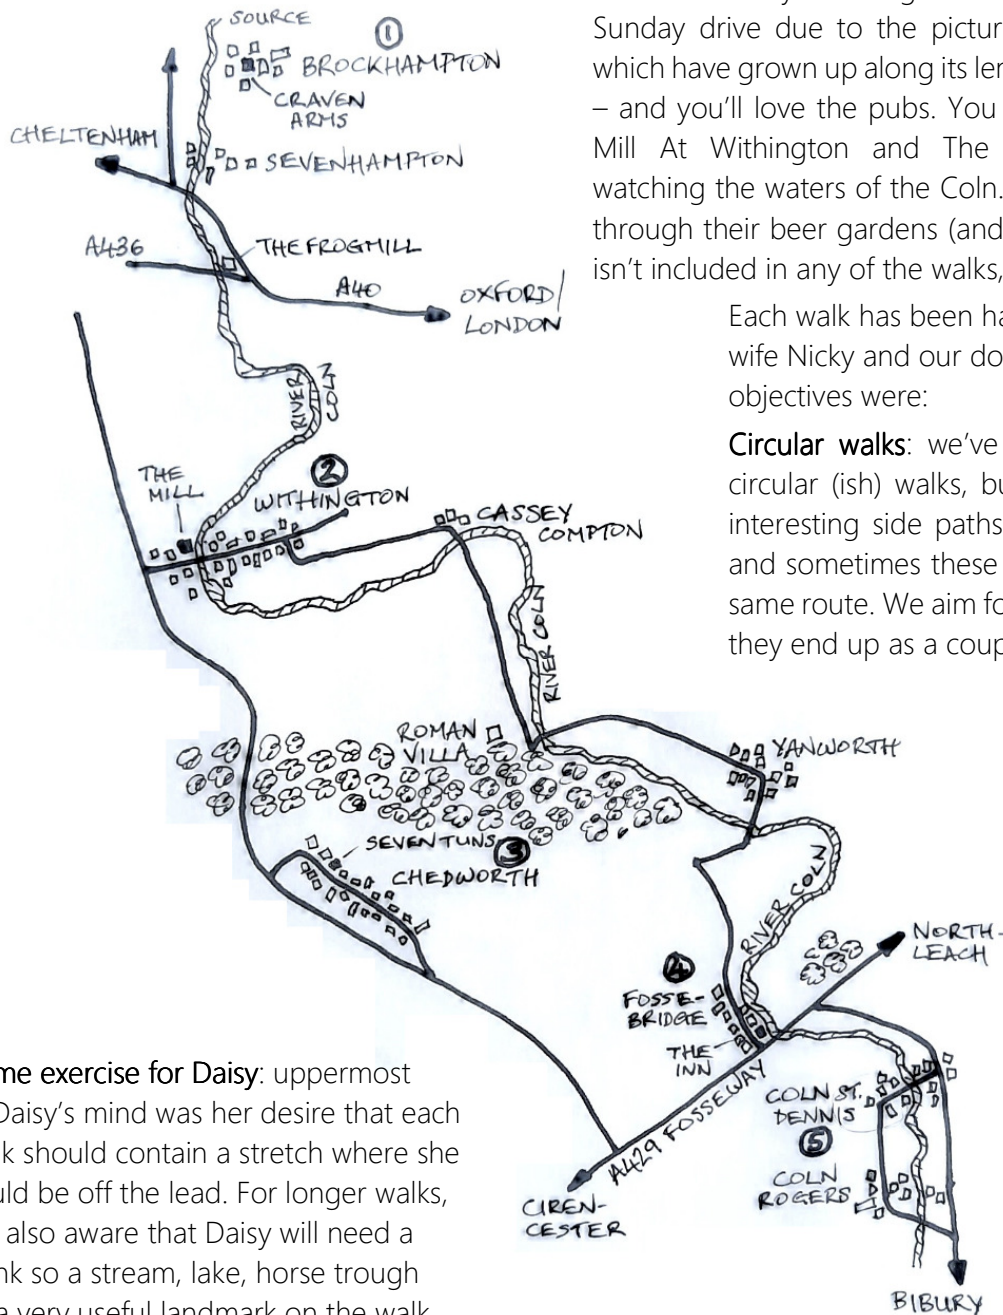 Sunday drive due to the pictur
which have grown up along its ler
– and you'll love the pubs. You
Mill At Withington and The
watching the waters of the Coln.
through their beer gardens (and
isn't included in any of the walks,
Each walk has been ha
wife Nicky and our do
objectives were:
Circular walks: we've
circular (ish) walks, bu
interesting side paths
and sometimes these
same route. We aim fo
they end up as a coup
SOURCE
1
BROCKHAMPTON
CRAVEN
ARMS
CHELTENHAM
SEVENHAMPTON
A436
THE FROGMILL
A40
OXFORD/
LONDON
RIVER
COLN
THE
MILL
2
WITHINGTON
CASSEY
COMPTON
RIVER COLN
ROMAN
VILLA
YANWORTH
SEVEN TUNS
3
CHEDWORTH
RIVER COLN
NORTH-
LEACH
4
FOSSE-
BRIDGE
THE
INN
A429 FOSSEWAY
COLN ST.
DENNIS
5
COLN
ROGERS
CIREN-
CESTER
BIBURY
me exercise for Daisy: uppermost
Daisy's mind was her desire that each
k should contain a stretch where she
uld be off the lead. For longer walks,
also aware that Daisy will need a
nk so a stream, lake, horse trough
a very useful landmark on the walk